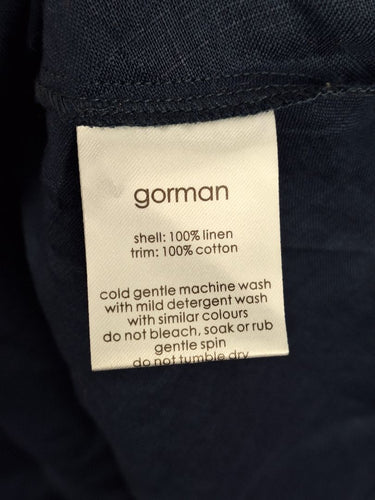 gorman
shell: 100% linen
trim: 100% cotton
cold gentle machine wash
with mild detergent wash
with similar colours
do not bleach, soak or rub
gentle spin
do not tumble dry